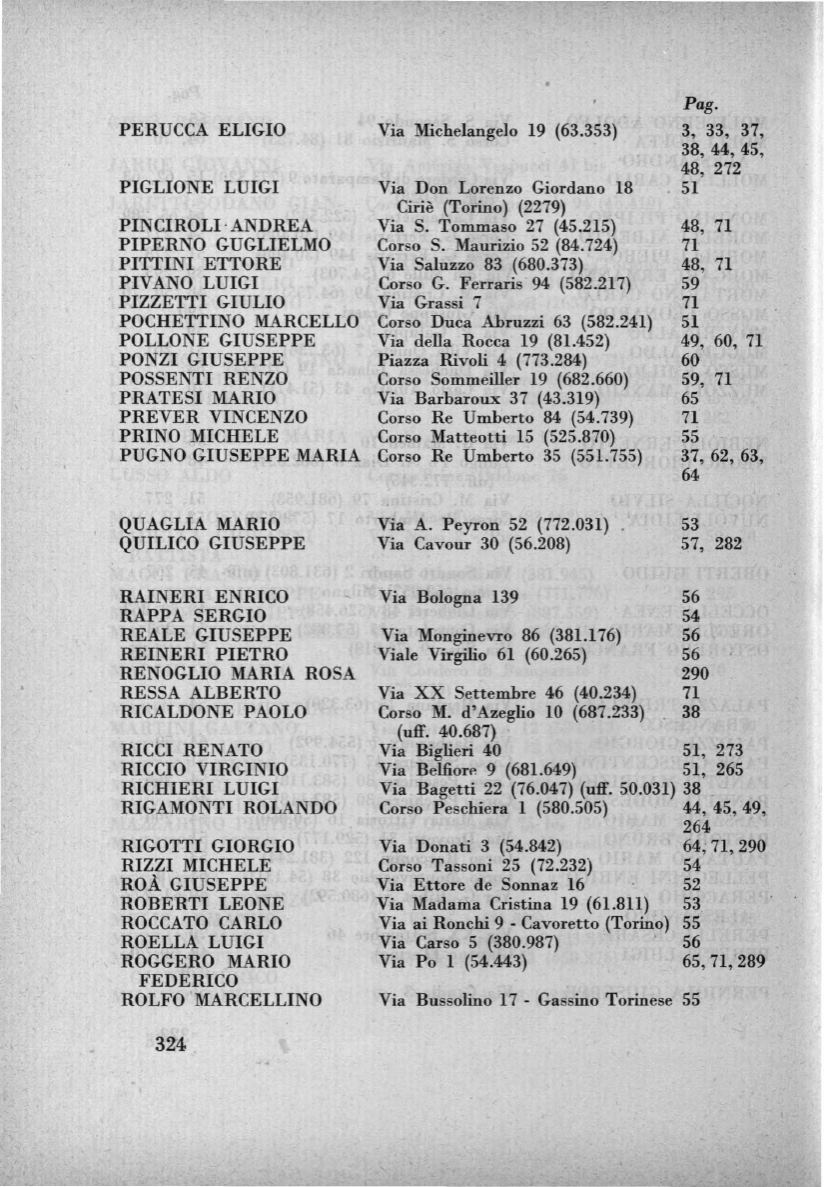 Pag.
PERUCCA ELIGIO Via Michelangelo 19 (63.353) 3, 33, 37,
38, 44, 45,
48, 272
PIGLIONE LUIGI Via Don Lorenzo Giordano 18 51
Ciriè (Torino) (2279)
PINCIROLI ANDREA Via S. Tommaso 27 (45.215) 48, 71
PIPERNO GUGLIELMO Corso S. Maurizio 52 (84.724) 71
PITTINI ETTORE Via Saluzzo 83 (680.373) 48, 71
PIVANO LUIGI Corso G. Ferraris 94 (582.217) 59
PIZZETTI GIULIO Via Grassi 7 71
POCHETTINO MARCELLO Corso Duca Abruzzi 63 (582.241) 51
POLLONE GIUSEPPE Via della Rocca 19 (81.452) 49, 60, 71
PONZI GIUSEPPE Piazza Rivoli 4 (773.284) 60
POSSENTI RENZO Corso Sommeiller 19 (682.660) 59, 71
PRATESI MARIO Via Barbaroux 37 (43.319) 65
PREVER VINCENZO Corso Re Umberto 84 (54.739) 71
PRINO MICHELE Corso Matteotti 15 (525.870) 55
PUGNO GIUSEPPE MARIA Corso Re Umberto 35 (551.755) 37, 62, 63,
64
QUAGLIA MARIO Via A. Peyron 52 (772.031) 53
QUILICO GIUSEPPE Via Cavour 30 (56.208) 57, 282
RAINERI ENRICO Via Bologna 139 56
RAPPA SERGIO 54
REALE GIUSEPPE Via Monginevro 86 (381.176) 56
REINERI PIETRO Viale Virgilio 61 (60.265) 56
RENOGLIO MARIA ROSA 290
RESSA ALBERTO Via XX Settembre 46 (40.234) 71
RICALDONE PAOLO Corso M. d'Azeglio 10 (687.233) 38
(uff. 40.687)
RICCI RENATO Via Biglieri 40 51, 273
RICCIO VIRGINIO Via Belfiore 9 (681.649) 51, 265
RICHIERI LUIGI Via Bagetti 22 (76.047) (uff. 50.031) 38
RIGAMONTI ROLANDO Corso Peschiera 1 (580.505) 44, 45, 49,
264
RIGOTTI GIORGIO Via Donati 3 (54.842) 64, 71, 290
RIZZI MICHELE Corso Tassoni 25 (72.232) 54
ROÀ GIUSEPPE Via Ettore de Sonnaz 16 52
ROBERTI LEONE Via Madama Cristina 19 (61.811) 53
ROCCATO CARLO Via ai Ronchi 9 - Cavoretto (Torino) 55
ROELLA LUIGI Via Carso 5 (380.987) 56
ROGGERO MARIO Via Po 1 (54.443) 65, 71, 289
FEDERICO
ROLFO MARCELLINO Via Bussolino 17 - Gassino Torinese 55
324